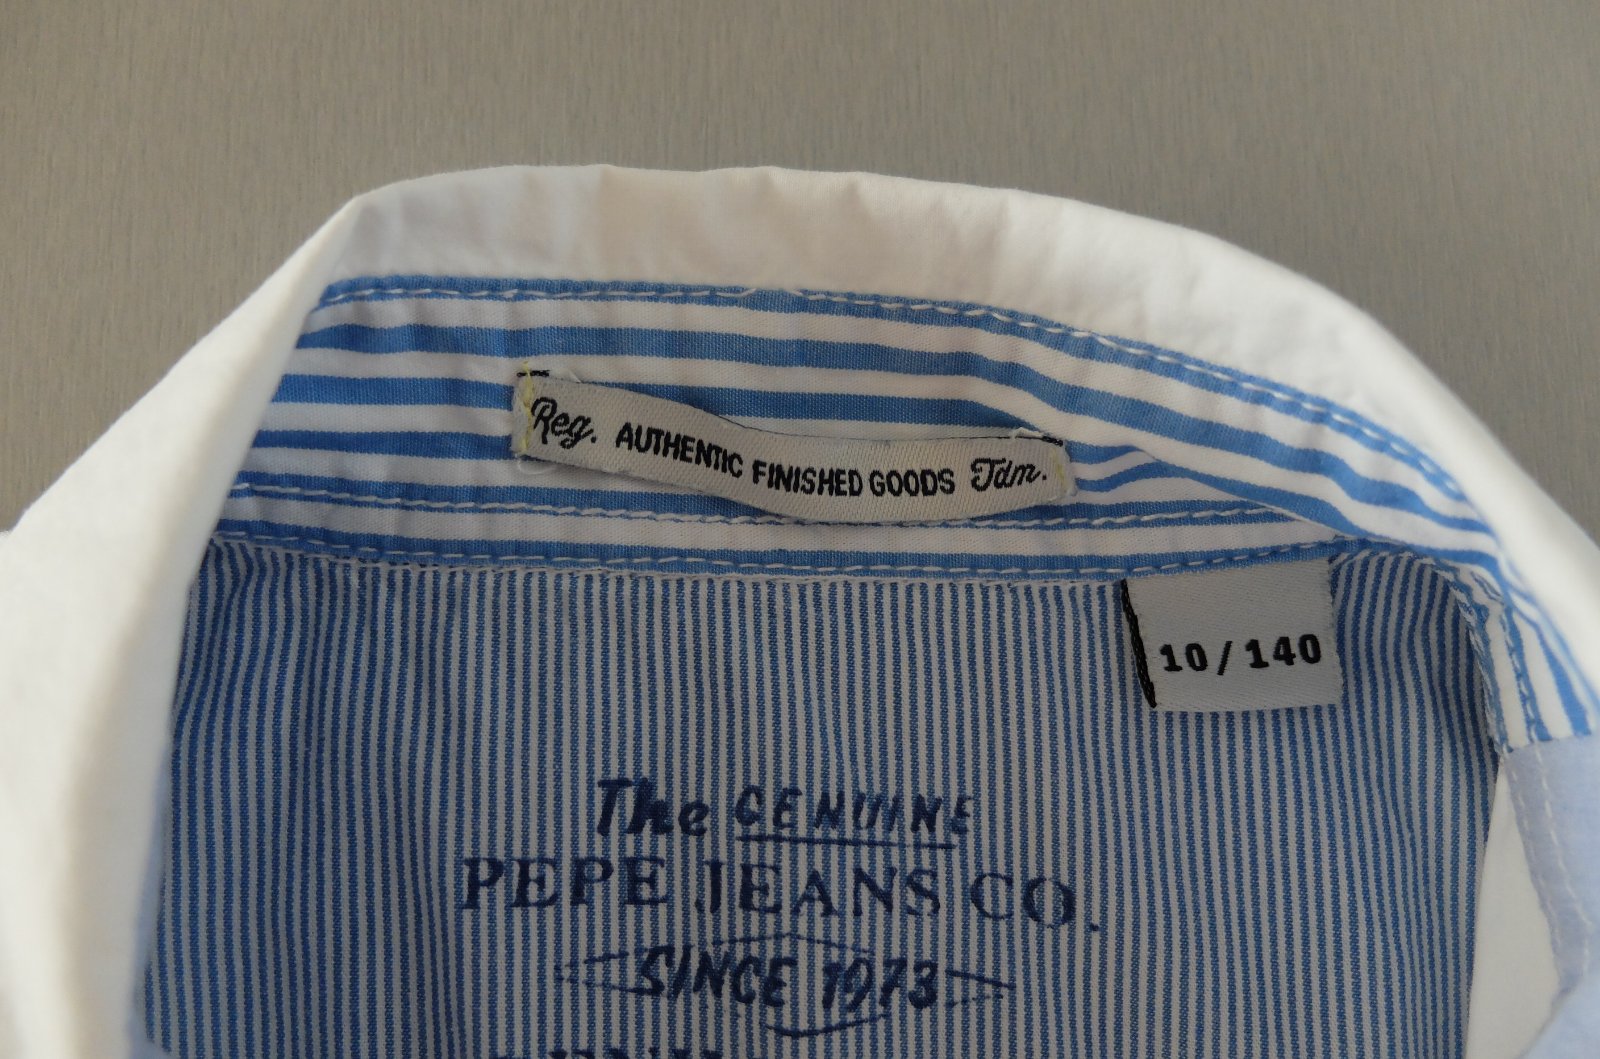 Reg. AUTHENTIC FINISHED GOODS Tdm.
10/140
The GENUINE
PEPE JEANS CO.
SINCE 1973